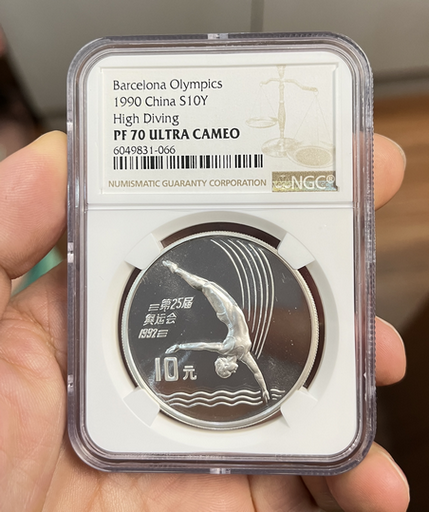 Barcelona Olympics
1990 China S10Y
High Diving
PF 70 ULTRA CAMEO
6049831-066
NUMISMATIC GUARANTY CORPORATION
NGC®
第25届
奥运会
1992
10元